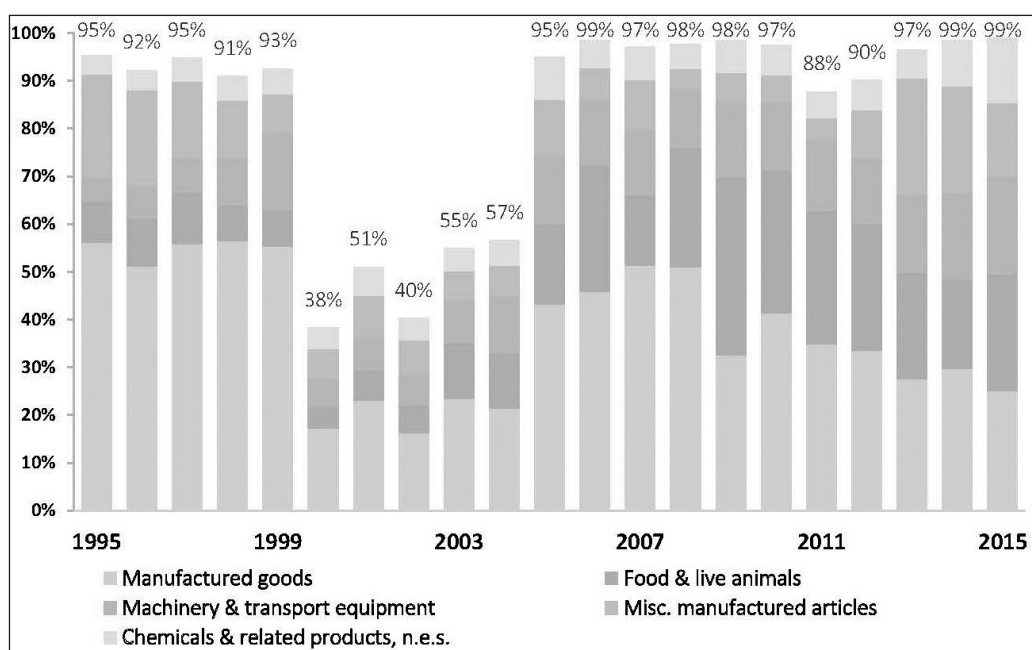 95% 92% 95% 91% 93% 38% 51% 40% 55% 57% 95% 99% 97% 98% 98% 97% 88% 90% 97% 99% 99%
100%
90%
80%
70%
60%
50%
40%
30%
20%
10%
0%
1995 1999 2003 2007 2011 2015
Manufactured goods Food & live animals
Machinery & transport equipment Misc. manufactured articles
Chemicals & related products, n.e.s.